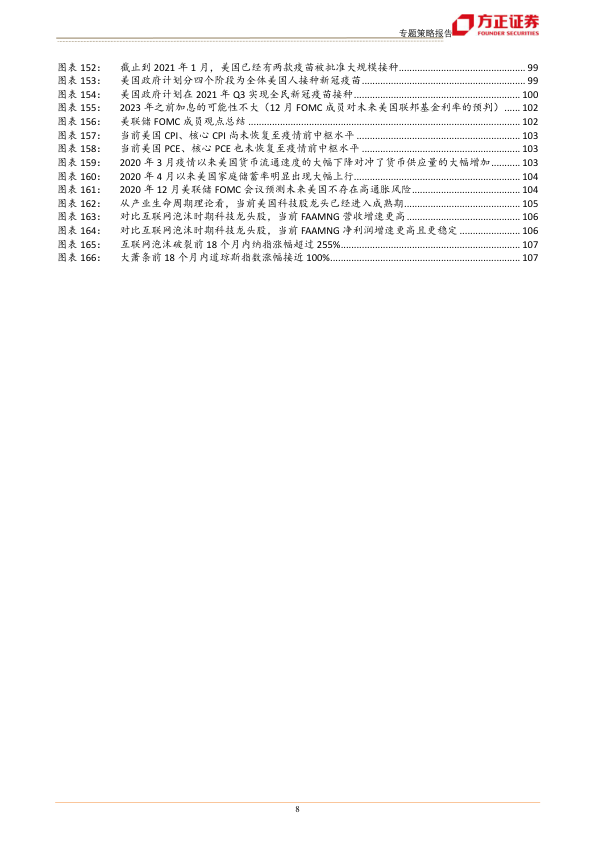 专题策略报告
方正证券
FOUNDER SECURITIES
图表 152： 截止到 2021 年 1 月，美国已经有两款疫苗被批准大规模接种 99
图表 153： 美国政府计划分四个阶段为全体美国人接种新冠疫苗 99
图表 154： 美国政府计划在 2021 年 Q3 实现全民新冠疫苗接种 100
图表 155： 2023 年之前加息的可能性不大（12 月 FOMC 成员对未来美国联邦基金利率的预判） 102
图表 156： 美联储 FOMC 成员观点总结 102
图表 157： 当前美国 CPI、核心 CPI 尚未恢复至疫情前中枢水平 103
图表 158： 当前美国 PCE、核心 PCE 也未恢复至疫情前中枢水平 103
图表 159： 2020 年 3 月疫情以来美国货币流通速度的大幅下降对冲了货币供应量的大幅增加 103
图表 160： 2020 年 4 月以来美国家庭储蓄率明显出现大幅上行 104
图表 161： 2020 年 12 月美联储 FOMC 会议预测未来美国不存在高通胀风险 104
图表 162： 从产业生命周期理论看，当前美国科技股龙头已经进入成熟期 105
图表 163： 对比互联网泡沫时期科技龙头股，当前 FAAMNG 营收增速更高 106
图表 164： 对比互联网泡沫时期科技龙头股，当前 FAAMNG 净利润增速更高且更稳定 106
图表 165： 互联网泡沫破裂前 18 个月内纳指涨幅超过 255% 107
图表 166： 大萧条前 18 个月内道琼斯指数涨幅接近 100% 107
8